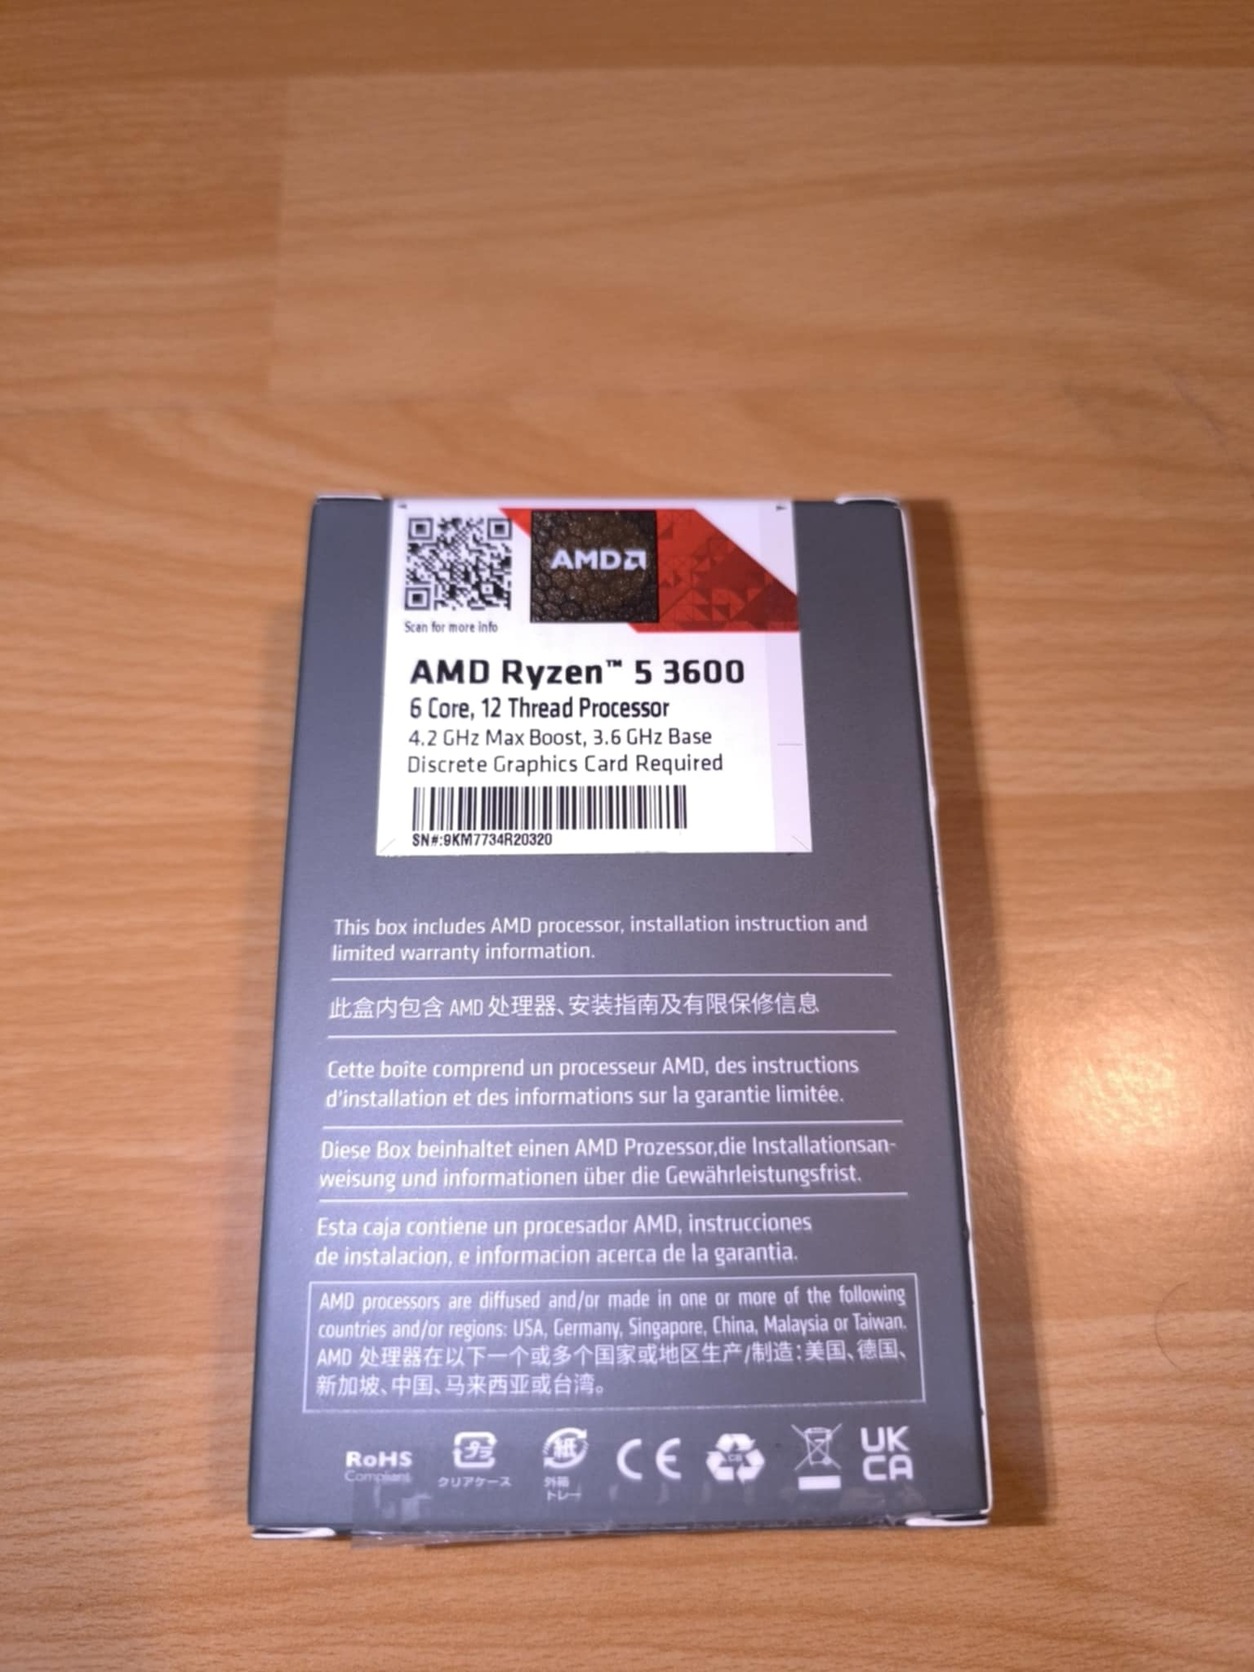 AMD
Scan for more info
AMD Ryzen™ 5 3600
6 Core, 12 Thread Processor
4.2 GHz Max Boost, 3.6 GHz Base
Discrete Graphics Card Required
SN#:9KM7734R20320
This box includes AMD processor, installation instruction and
limited warranty information.
此盒内包含 AMD 处理器、安装指南及有限保修信息
Cette boîte comprend un processeur AMD, des instructions
d'installation et des informations sur la garantie limitée.
Diese Box beinhaltet einen AMD Prozessor,die Installationsan-
weisung und informationen über die Gewährleistungsfrist.
Esta caja contiene un procesador AMD, instrucciones
de instalacion, e informacion acerca de la garantia.
AMD processors are diffused and/or made in one or more of the following
countries and/or regions: USA, Germany, Singapore, China, Malaysia or Taiwan.
AMD 处理器在以下一个或多个国家或地区生产/制造：美国、德国、
新加坡、中国、马来西亚或台湾。
RoHS
Compliant
プラ
クリアケース
紙
外箱
トレー
CE
CB
UK
CA